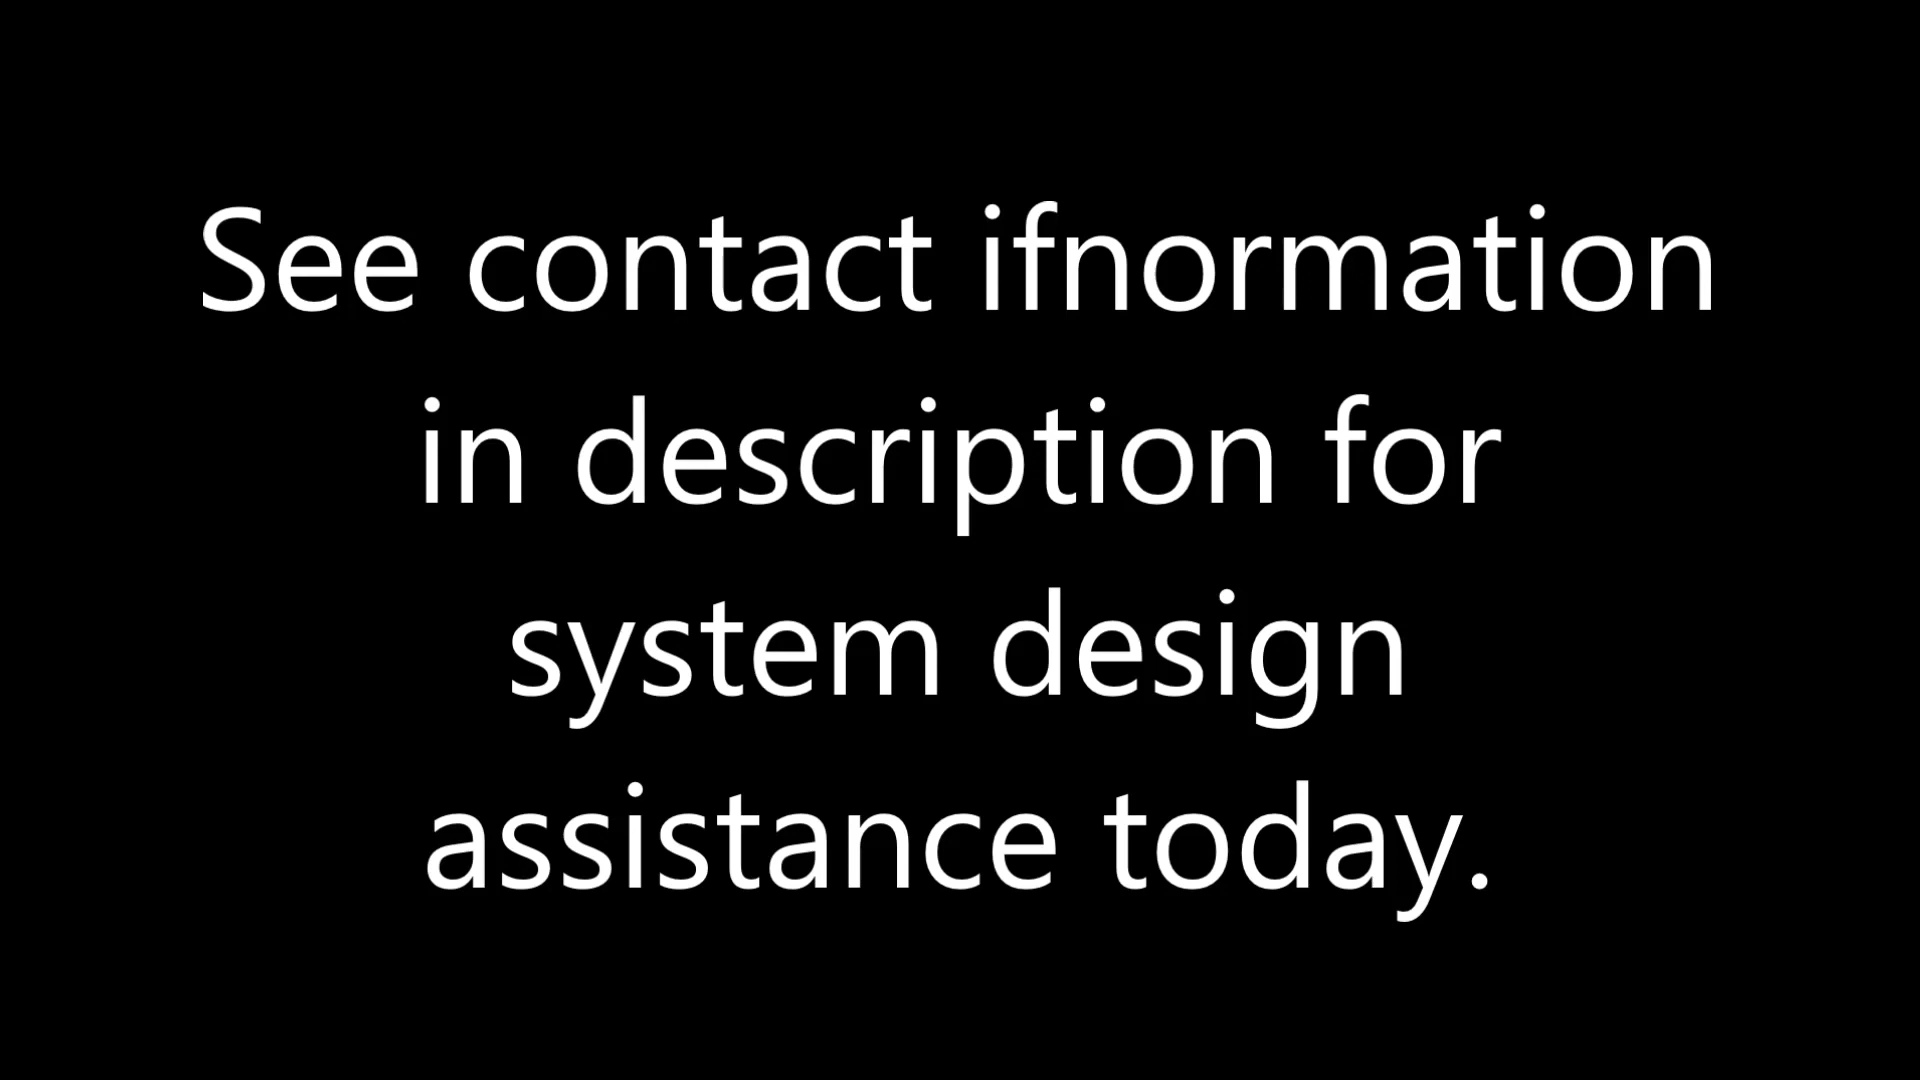 See contact ifnormation
in description for
system design
assistance today.